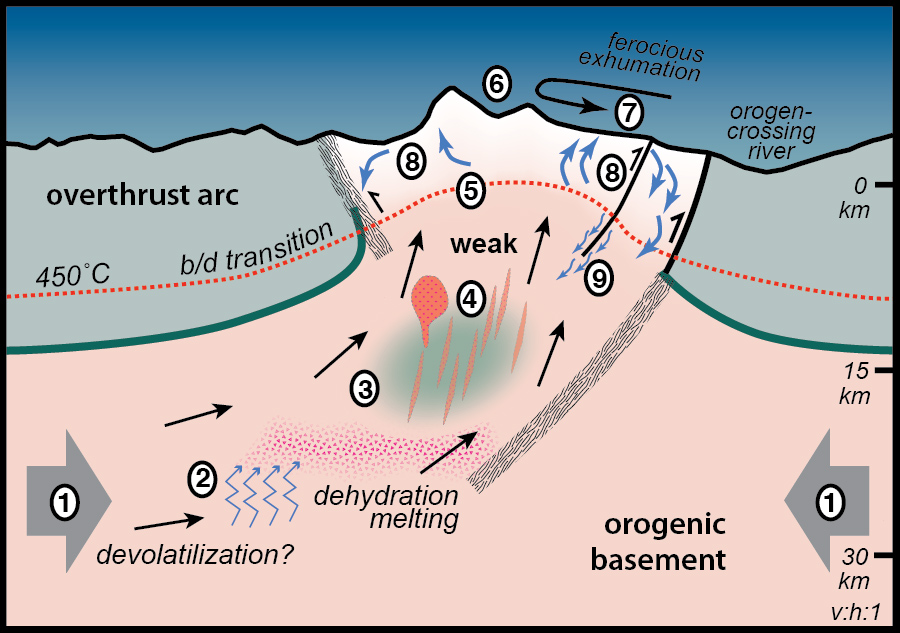 ferocious
exhumation
6
7
orogen-
crossing
river
8
8
overthrust arc
5
0
km
b/d transition
weak
450˚C
9
4
15
km
3
2
1
1
dehydration
melting
orogenic
basement
devolatilization?
30
km
v:h:1